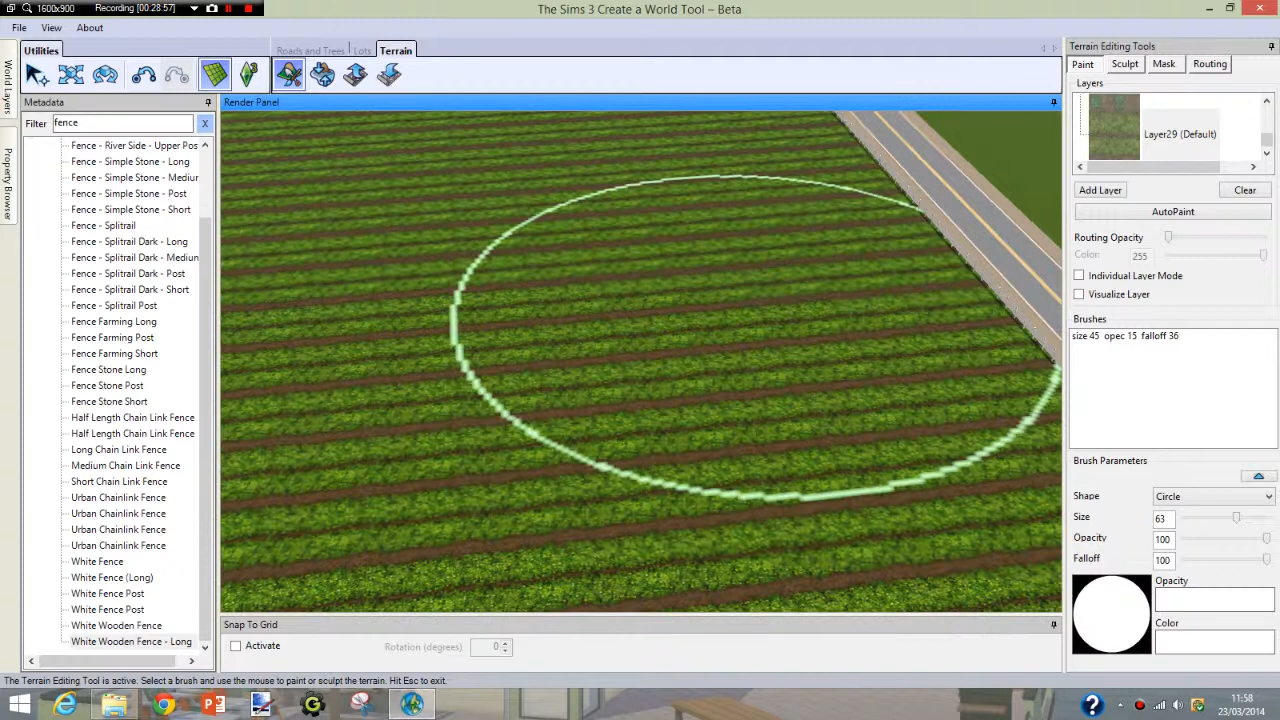 1600x900
Recording [00:28:57]
The Sims 3 Create a World Tool – Beta
File View About
Utilities
Roads and Trees Lots Terrain
World Layers
Property Browser
Metadata
Filter fence X
Fence - River Side - Upper Pos
Fence - Simple Stone - Long
Fence - Simple Stone - Mediun
Fence - Simple Stone - Post
Fence - Simple Stone - Short
Fence - Splitrail
Fence - Splitrail Dark - Long
Fence - Splitrail Dark - Mediun
Fence - Splitrail Dark - Post
Fence - Splitrail Dark - Short
Fence - Splitrail Post
Fence Farming Long
Fence Farming Post
Fence Farming Short
Fence Stone Long
Fence Stone Post
Fence Stone Short
Half Length Chain Link Fence
Half Length Chain Link Fence
Long Chain Link Fence
Medium Chain Link Fence
Short Chain Link Fence
Urban Chainlink Fence
Urban Chainlink Fence
Urban Chainlink Fence
Urban Chainlink Fence
White Fence
White Fence (Long)
White Fence Post
White Fence Post
White Wooden Fence
White Wooden Fence - Long
Render Panel
Snap To Grid
Activate
Rotation (degrees) 0
Terrain Editing Tools
Paint Sculpt Mask Routing
Layers
Layer29 (Default)
Add Layer Clear
AutoPaint
Routing Opacity
Color: 255
Individual Layer Mode
Visualize Layer
Brushes
size 45 opec 15 falloff 36
Brush Parameters
Shape Circle
Size 63
Opacity 100
Falloff 100
Opacity
Color
The Terrain Editing Tool is active. Select a brush and use the mouse to paint or sculpt the terrain. Hit Esc to exit.
11:58
23/03/2014